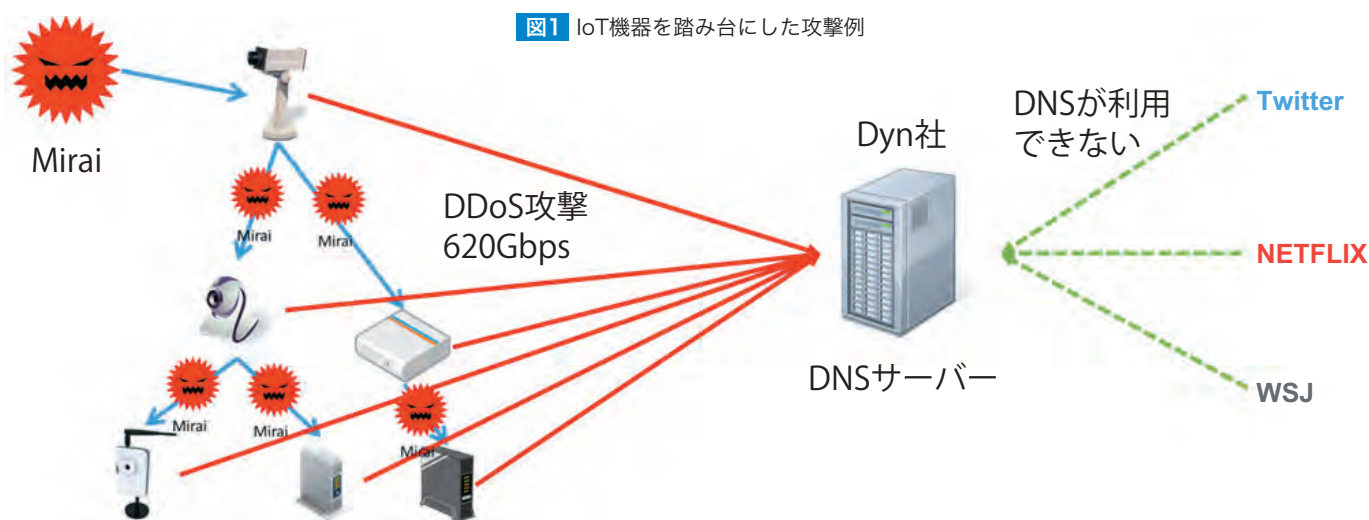 図1 IoT機器を踏み台にした攻撃例
Mirai
Mirai
Mirai
DDoS攻撃
620Gbps
Mirai
Mirai
Mirai
Dyn社
DNSサーバー
DNSが利用
できない
Twitter
NETFLIX
WSJ